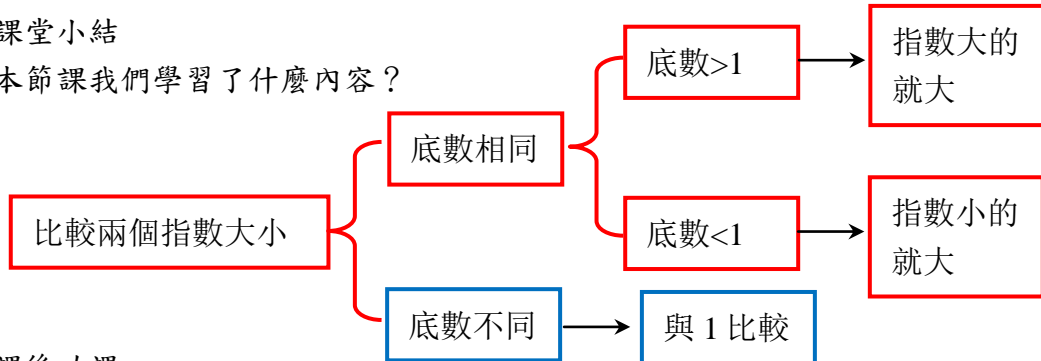 課堂小結
本節課我們學習了什麼內容？
底數>1
指數大的
就大
底數相同
比較兩個指數大小
底數<1
指數小的
就大
底數不同
與 1 比較